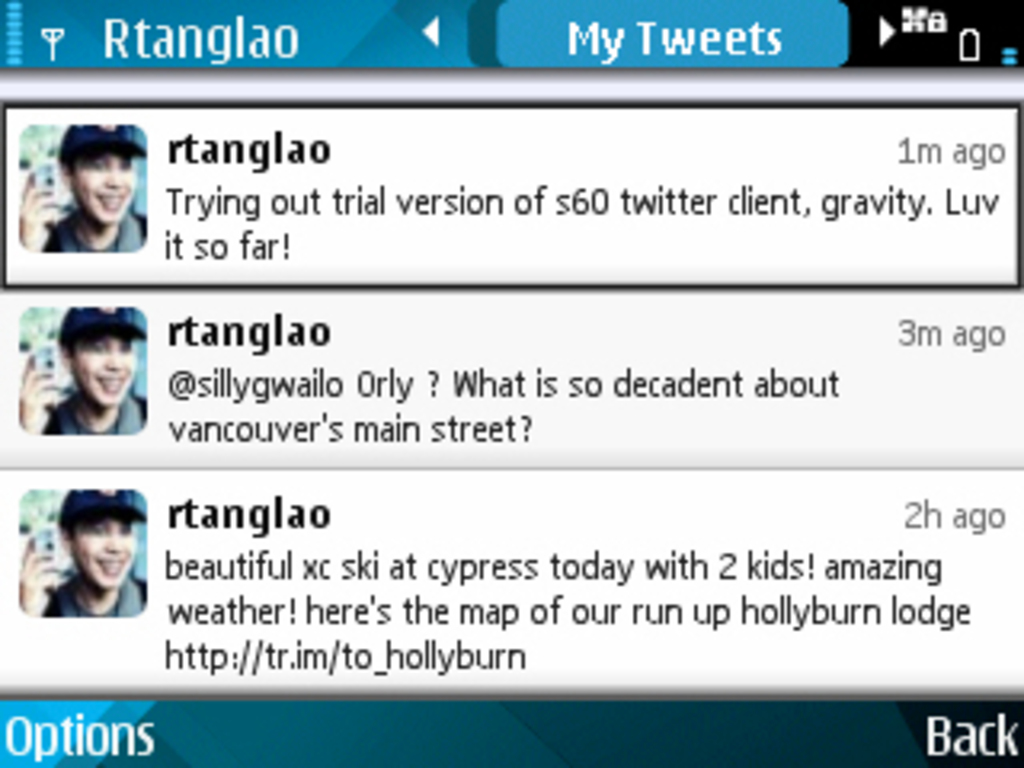 Rtanglao
My Tweets
rtanglao
1m ago
Trying out trial version of s60 twitter client, gravity. Luv
it so far!
rtanglao
3m ago
@sillygwailo Orly ? What is so decadent about
vancouver's main street?
rtanglao
2h ago
beautiful xc ski at cypress today with 2 kids! amazing
weather! here's the map of our run up hollyburn lodge
http://tr.im/to_hollyburn
Options
Back